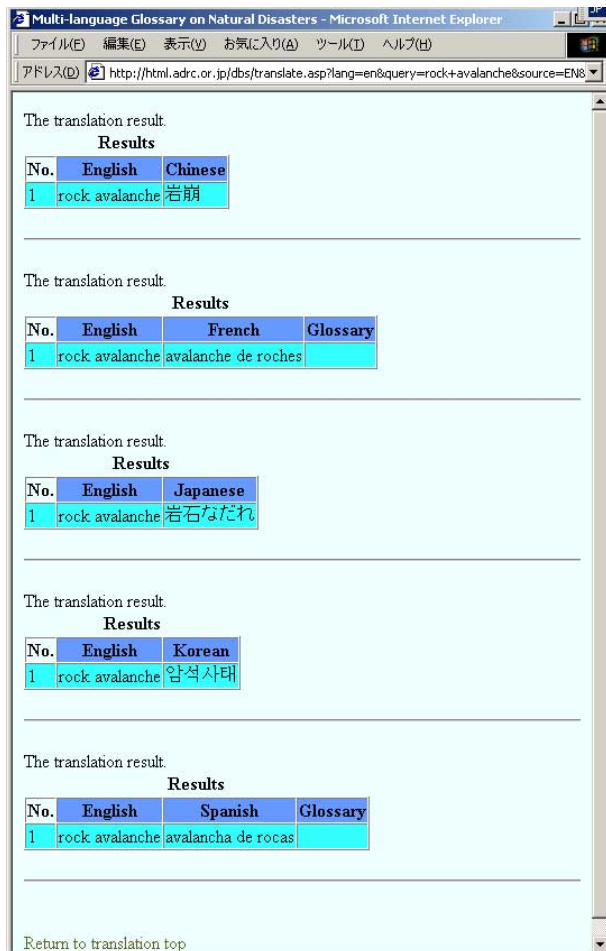 Multi-language Glossary on Natural Disasters - Microsoft Internet Explorer
JP
ファイル(F) 編集(E) 表示(V) お気に入り(A) ツール(T) ヘルプ(H)
アドレス(D) http://html.adrc.or.jp/dbs/translate.asp?lang=en&query=rock+avalanche&source=EN&
The translation result.
Results
No. English Chinese
1 rock avalanche 岩崩
The translation result.
Results
No. English French Glossary
1 rock avalanche avalanche de roches
The translation result.
Results
No. English Japanese
1 rock avalanche 岩石なだれ
The translation result.
Results
No. English Korean
1 rock avalanche 암석사태
The translation result.
Results
No. English Spanish Glossary
1 rock avalanche avalancha de rocas
Return to translation top